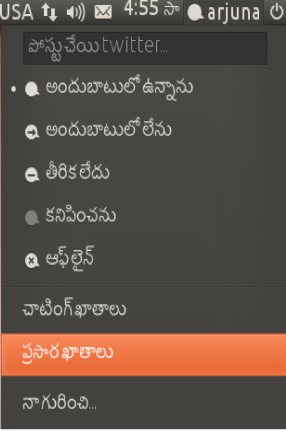 USA 4:55 సా arjuna
పోస్టుచేయి twitter...
అందుబాటులో ఉన్నాను
అందుబాటులో లేను
తీరిక లేదు
కనిపించను
ఆఫ్‌లైన్
చాటింగ్ ఖాతాలు
ప్రసార ఖాతాలు
నా గురించి...